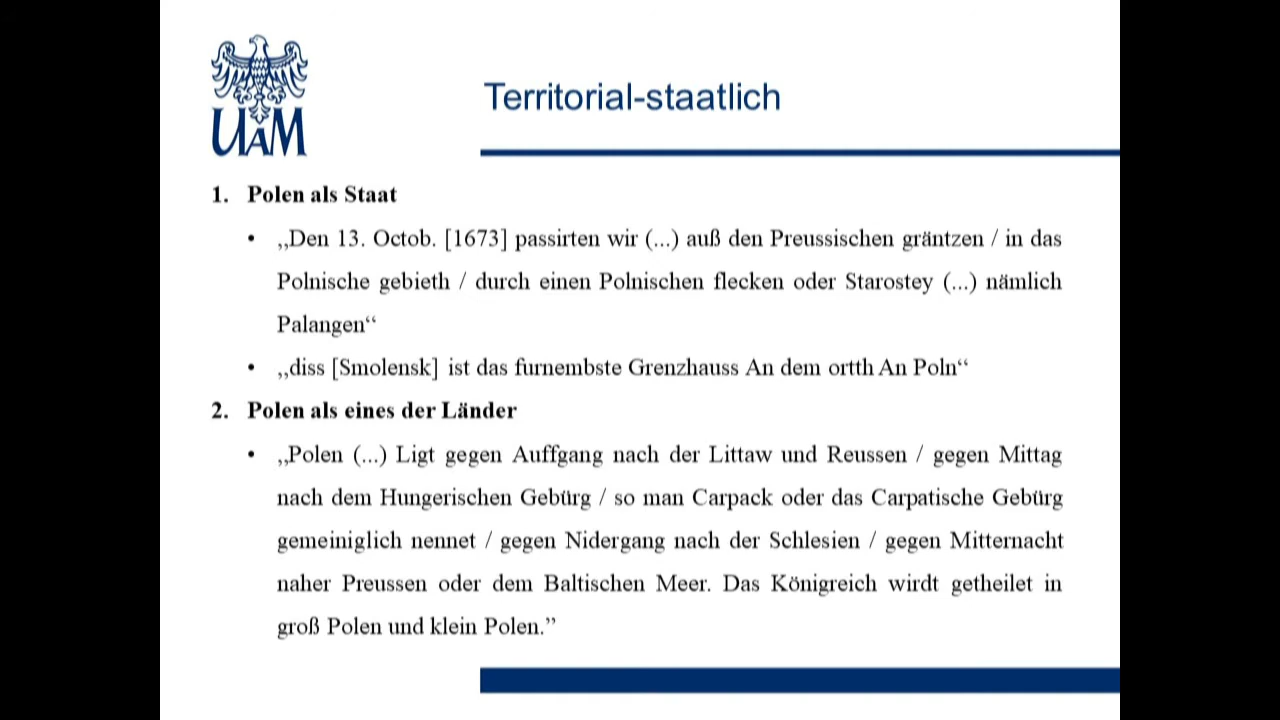 UAM
Territorial-staatlich
1. Polen als Staat
• „Den 13. Octob. [1673] passirten wir (...) auß den Preussischen gräntzen / in das
Polnische gebieth / durch einen Polnischen flecken oder Starostey (...) nämlich
Palangen“
• „diss [Smolensk] ist das furnembste Grenzhauss An dem ortth An Poln“
2. Polen als eines der Länder
• „Polen (...) Ligt gegen Auffgang nach der Littaw und Reussen / gegen Mittag
nach dem Hungerischen Gebürg / so man Carpack oder das Carpatische Gebürg
gemeiniglich nennet / gegen Nidergang nach der Schlesien / gegen Mitternacht
naher Preussen oder dem Baltischen Meer. Das Königreich wirdt getheilet in
groß Polen und klein Polen.”